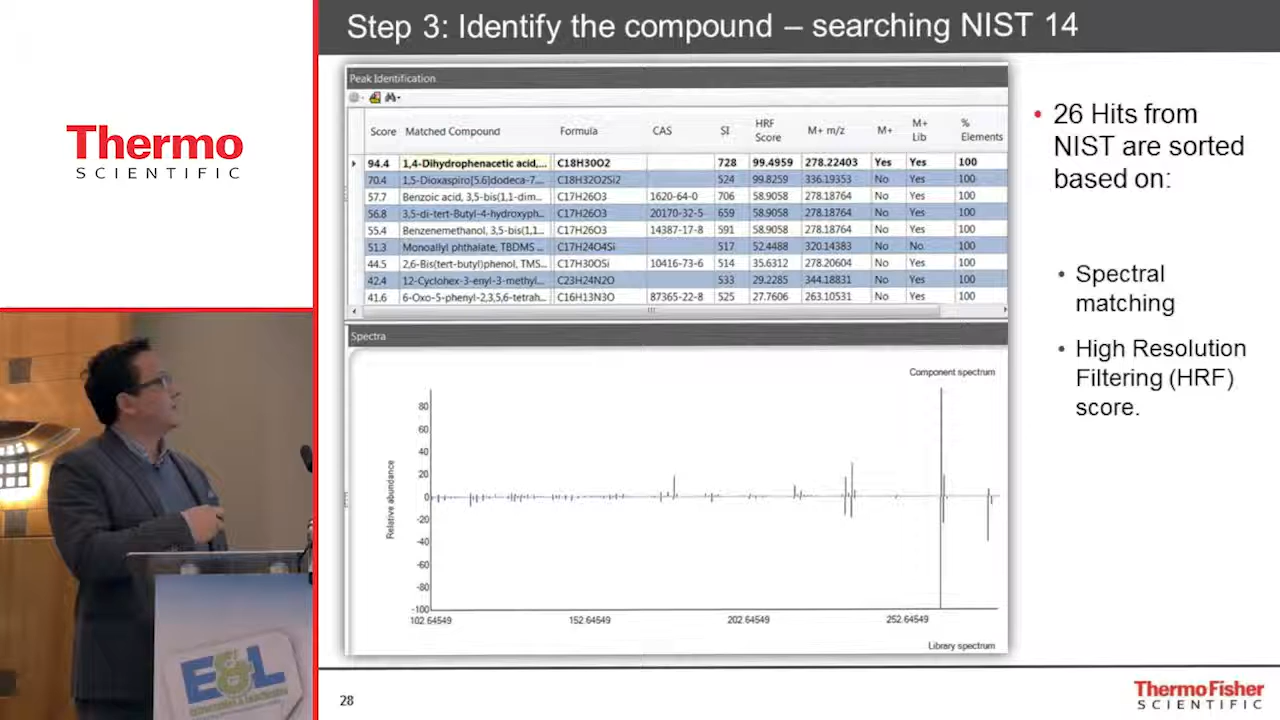 Step 3: Identify the compound – searching NIST 14
Thermo
SCIENTIFIC
Peak Identification
Score Matched Compound Formula CAS SI HRF Score M+ m/z M+ M+ Lib % Elements
94.4 1,4-Dihydrophenacetic acid,... C18H30O2 728 99.4959 278.22403 Yes Yes 100
70.4 1,5-Dioxaspiro[5.6]dodeca-7.... C18H32O2Si2 524 99.8259 336.19353 No Yes 100
57.7 Benzoic acid, 3,5-bis(1,1-dim... C17H26O3 1620-64-0 706 58.9058 278.18764 No Yes 100
56.8 3,5-di-tert-Butyl-4-hydroxyph... C17H26O3 20170-32-5 659 58.9058 278.18764 No Yes 100
55.4 Benzenemethanol, 3,5-bis(1,1... C17H26O3 14387-17-8 591 58.9058 278.18764 No Yes 100
51.3 Monoallyl phthalate, TBDMS ... C17H24O4Si 517 52.4488 320.14383 No No 100
44.5 2,6-Bis(tert-butyl)phenol, TMS... C17H30OSi 10416-73-6 514 35.6312 278.20604 No Yes 100
42.4 12-Cyclohex-3-enyl-3-methyl... C23H24N2O 533 29.2285 344.18831 No Yes 100
41.6 6-Oxo-5-phenyl-2,3,5,6-tetrah... C16H13N3O 87365-22-8 525 27.7606 263.10531 No Yes 100
Spectra
Component spectrum
Relative abundance
80
60
40
20
0
-20
-40
-60
-80
-100
102.64549 152.64549 202.64549 252.64549
Library spectrum
• 26 Hits from
NIST are sorted
based on:
• Spectral
matching
• High Resolution
Filtering (HRF)
score.
E&L
28
ThermoFisher
SCIENTIFIC